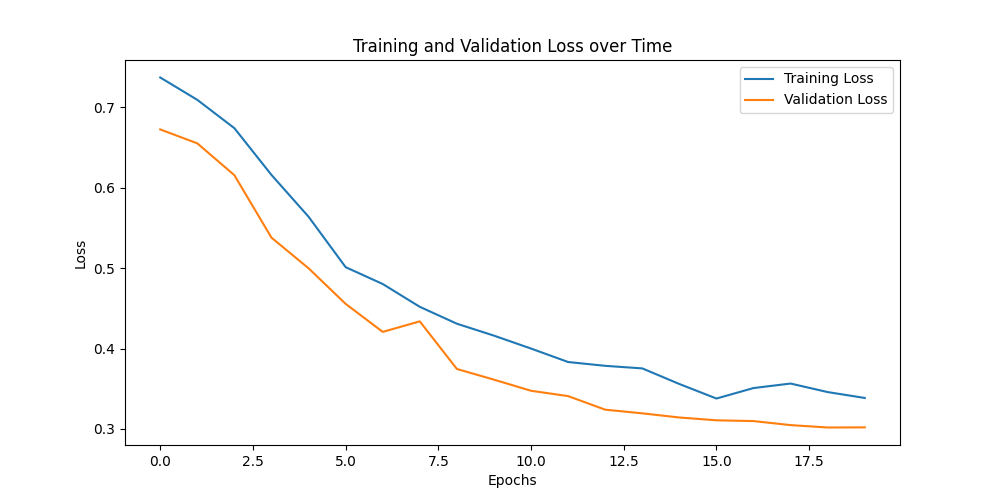 Training and Validation Loss over Time
Training Loss
Validation Loss
0.7
0.6
0.5
0.4
0.3
Loss
0.0 2.5 5.0 7.5 10.0 12.5 15.0 17.5
Epochs